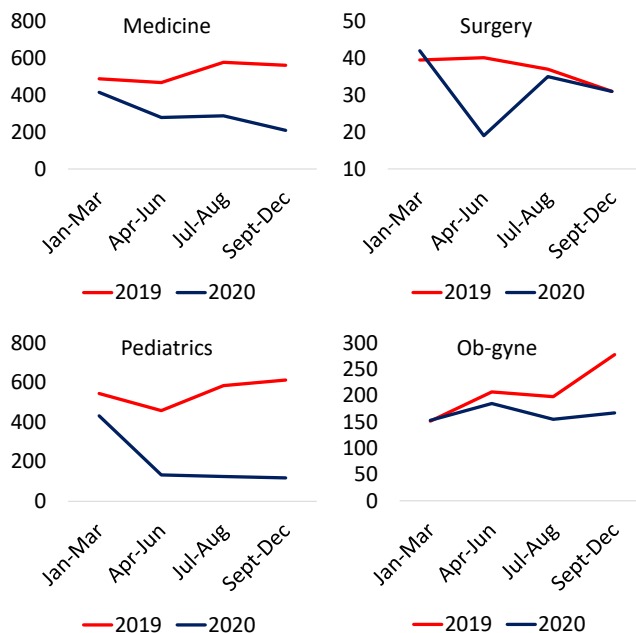 Medicine
800
600
400
200
0
Jan-Mar
Apr-Jun
Jul-Aug
Sept-Dec
2019 2020
Surgery
50
40
30
20
10
Jan-Mar
Apr-Jun
Jul-Aug
Sept-Dec
2019 2020
Pediatrics
800
600
400
200
0
Jan-Mar
Apr-Jun
Jul-Aug
Sept-Dec
2019 2020
Ob-gyne
300
250
200
150
100
50
0
Jan-Mar
Apr-Jun
Jul-Aug
Sept-Dec
2019 2020